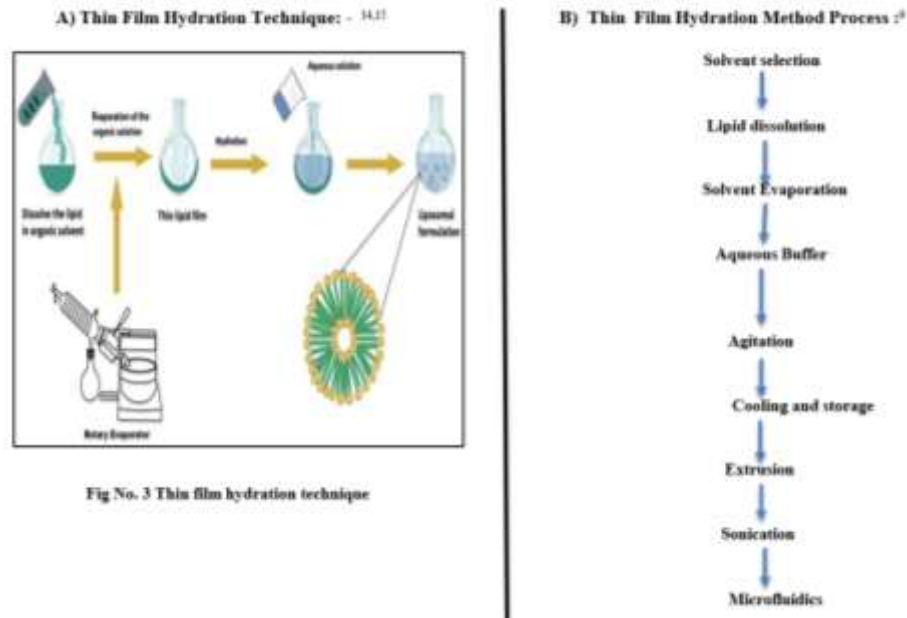 A) Thin Film Hydration Technique: - 14,15
Aqueous solution
Evaporation of the
organic solution
Hydration
Dissolve the lipid
in organic solvent
Thin lipid film
Liposomal
formulation
Rotary Evaporator
Fig No. 3 Thin film hydration technique
B) Thin Film Hydration Method Process :
Solvent selection
Lipid dissolution
Solvent Evaporation
Aqueous Buffer
Agitation
Cooling and storage
Extrusion
Sonication
Microfluidics